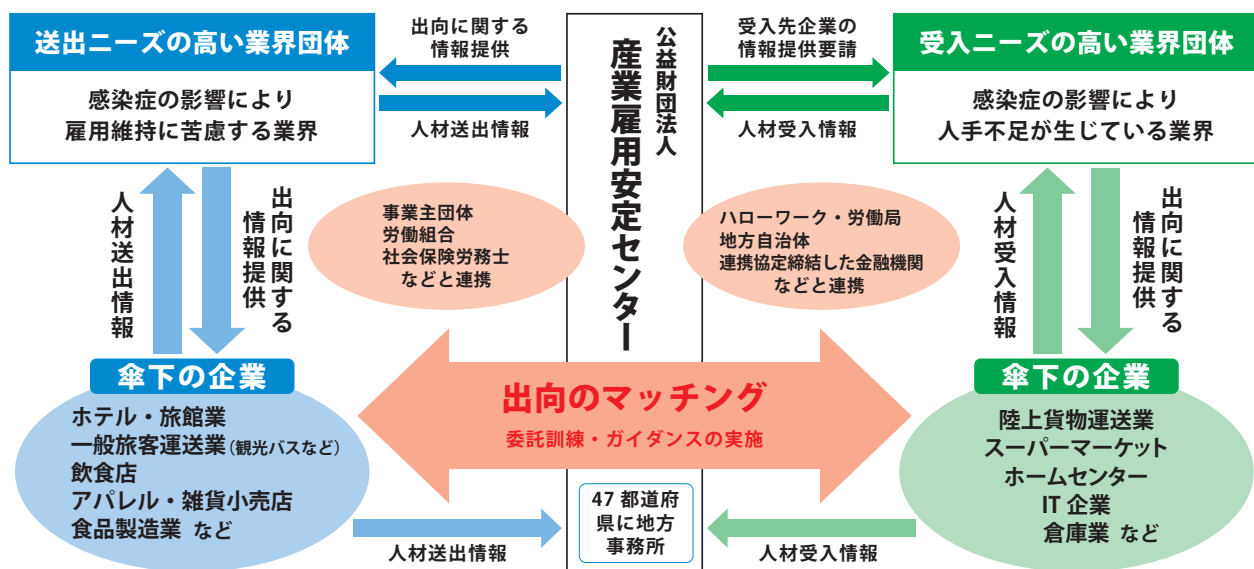 送出ニーズの高い業界団体
感染症の影響により
雇用維持に苦慮する業界
出向に関する
情報提供
人材送出情報
公益財団法人
産業雇用安定センター
受入先企業の
情報提供要請
人材受入情報
受入ニーズの高い業界団体
感染症の影響により
人手不足が生じている業界
人材送出情報
出向に関する
情報提供
事業主団体
労働組合
社会保険労務士
などと連携
ハローワーク・労働局
地方自治体
連携協定締結した金融機関
などと連携
人材受入情報
出向に関する
情報提供
傘下の企業
ホテル・旅館業
一般旅客運送業(観光バスなど)
飲食店
アパレル・雑貨小売店
食品製造業 など
出向のマッチング
委託訓練・ガイダンスの実施
傘下の企業
陸上貨物運送業
スーパーマーケット
ホームセンター
IT 企業
倉庫業 など
人材送出情報
47 都道府
県に地方
事務所
人材受入情報